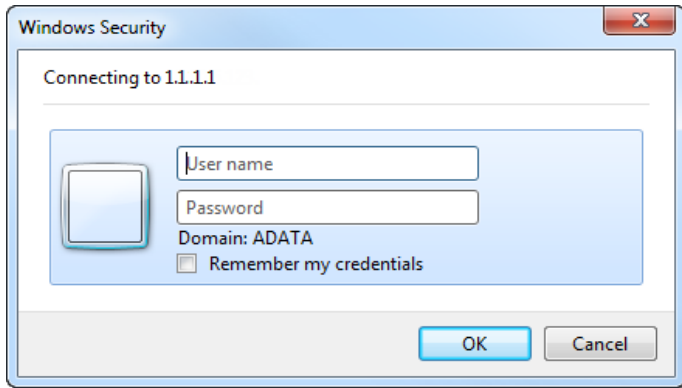 Windows Security
Connecting to 1.1.1.1
User name
Password
Domain: ADATA
Remember my credentials
OK
Cancel